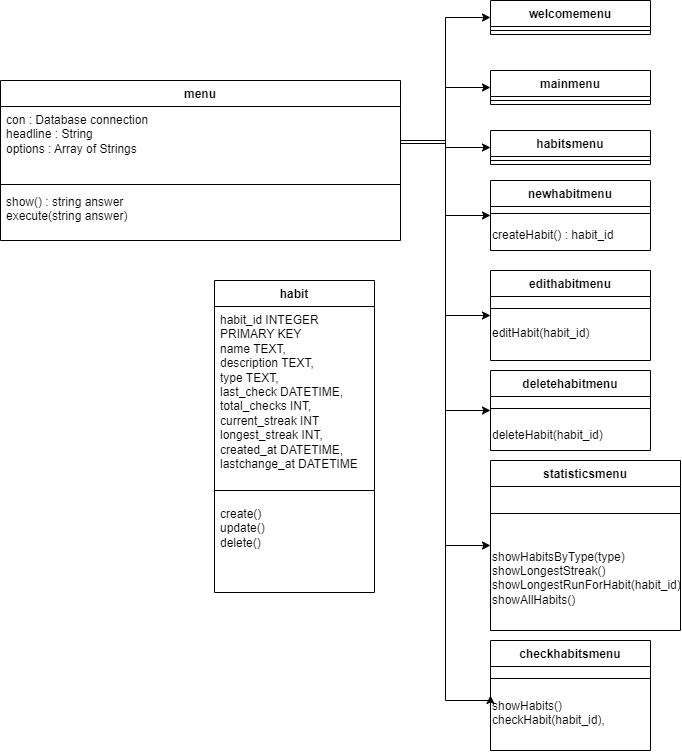 menu
con : Database connection
headline : String
options : Array of Strings
show() : string answer
execute(string answer)
habit
habit_id INTEGER
PRIMARY KEY
name TEXT,
description TEXT,
type TEXT,
last_check DATETIME,
total_checks INT,
current_streak INT
longest_streak INT,
created_at DATETIME,
lastchange_at DATETIME
create()
update()
delete()
welcomemenu
mainmenu
habitsmenu
newhabitmenu
createHabit() : habit_id
edithabitmenu
editHabit(habit_id)
deletehabitmenu
deleteHabit(habit_id)
statisticsmenu
showHabitsByType(type)
showLongestStreak()
showLongestRunForHabit(habit_id)
showAllHabits()
checkhabitsmenu
showHabits()
checkHabit(habit_id),